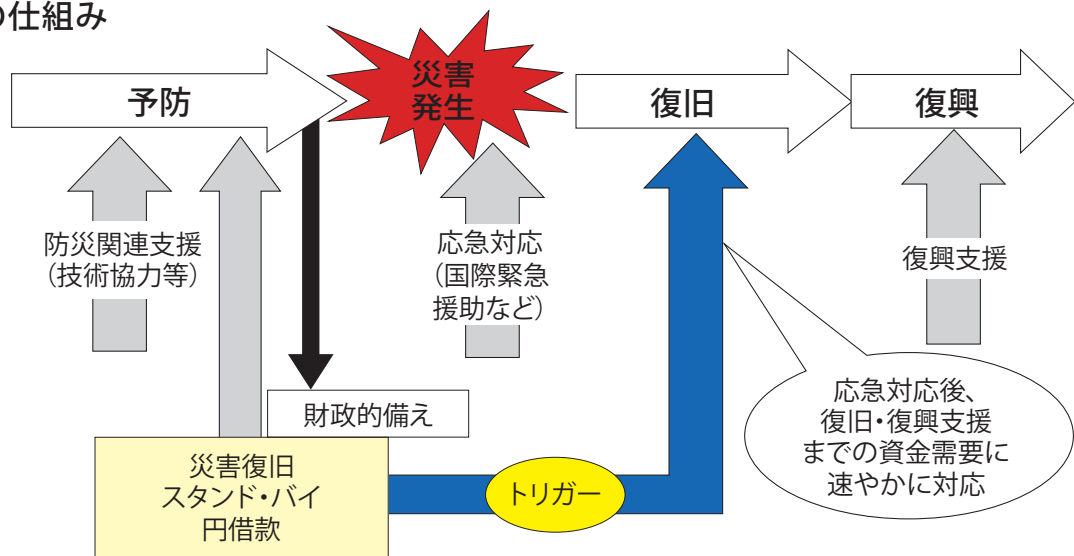 の仕組み
予防
災害
発生
復旧
復興
防災関連支援
（技術協力等）
応急対応
（国際緊急
援助など）
復興支援
財政的備え
災害復旧
スタンド・バイ
円借款
トリガー
応急対応後、
復旧・復興支援
までの資金需要に
速やかに対応